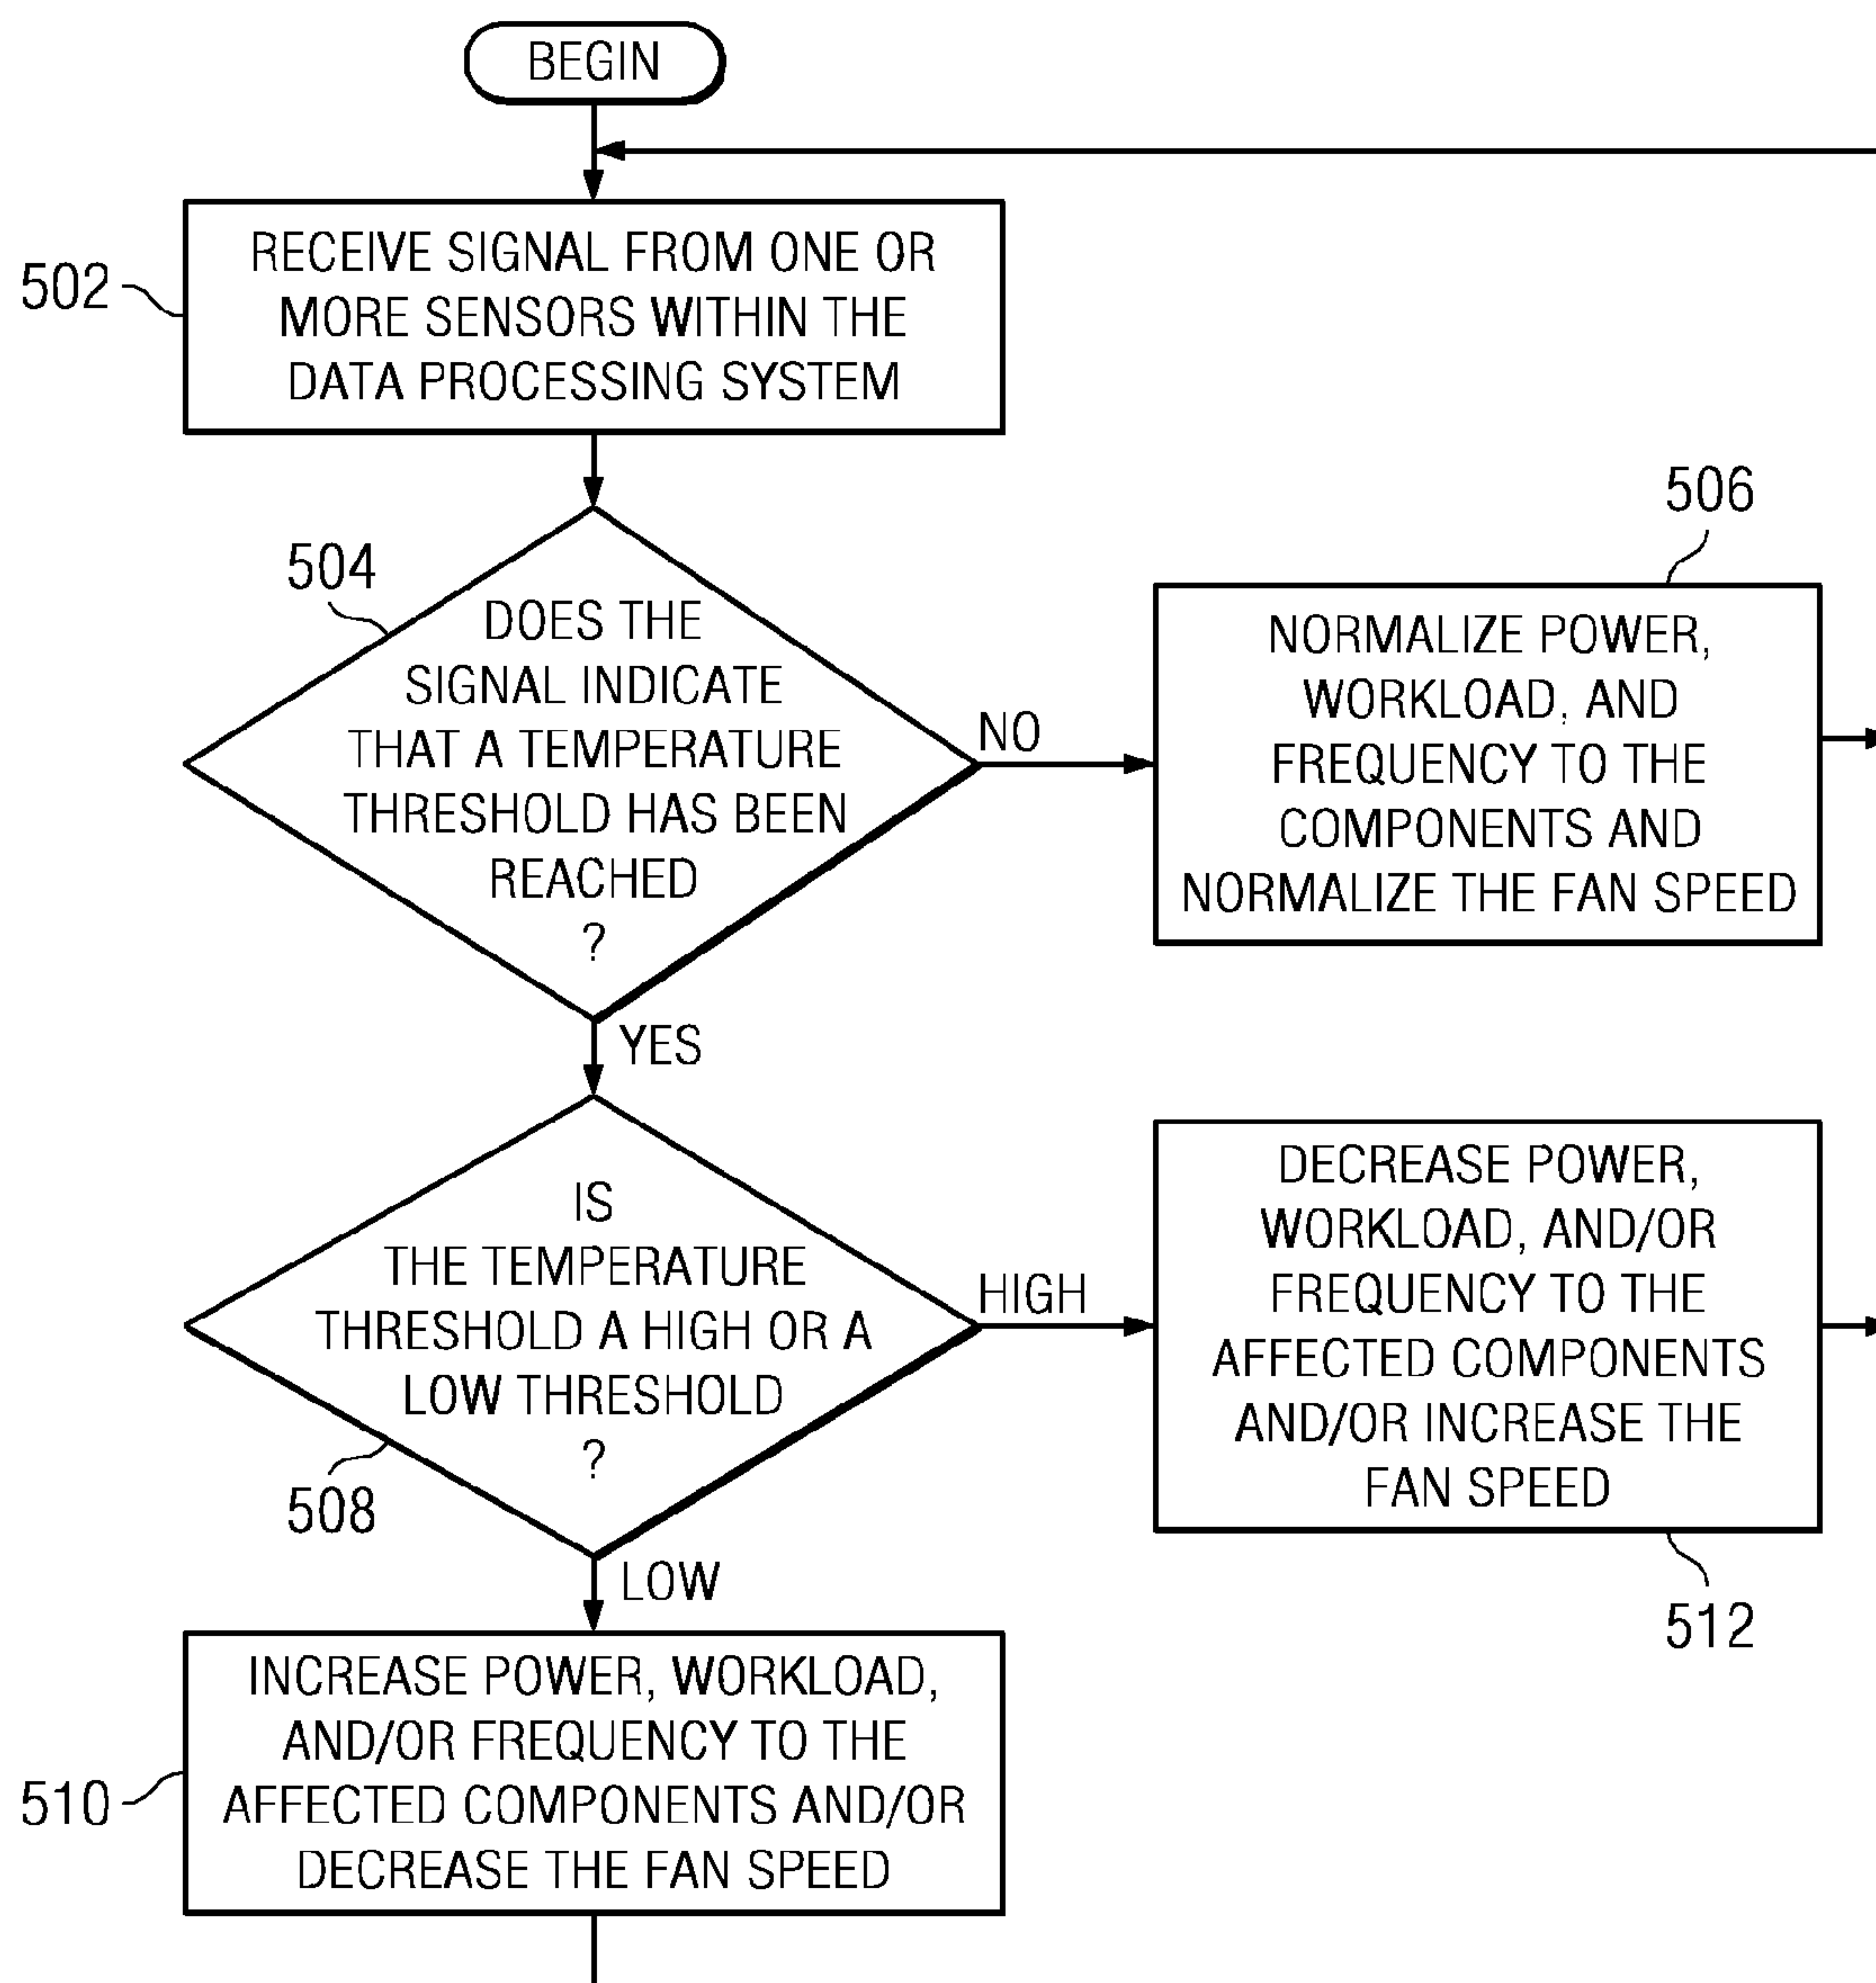 BEGIN
502
RECEIVE SIGNAL FROM ONE OR
MORE SENSORS WITHIN THE
DATA PROCESSING SYSTEM
504
DOES THE
SIGNAL INDICATE
THAT A TEMPERATURE
THRESHOLD HAS BEEN
REACHED
?
NO
506
NORMALIZE POWER,
WORKLOAD, AND
FREQUENCY TO THE
COMPONENTS AND
NORMALIZE THE FAN SPEED
YES
IS
THE TEMPERATURE
THRESHOLD A HIGH OR A
LOW THRESHOLD
?
508
HIGH
DECREASE POWER,
WORKLOAD, AND/OR
FREQUENCY TO THE
AFFECTED COMPONENTS
AND/OR INCREASE THE
FAN SPEED
512
LOW
510
INCREASE POWER, WORKLOAD,
AND/OR FREQUENCY TO THE
AFFECTED COMPONENTS AND/OR
DECREASE THE FAN SPEED